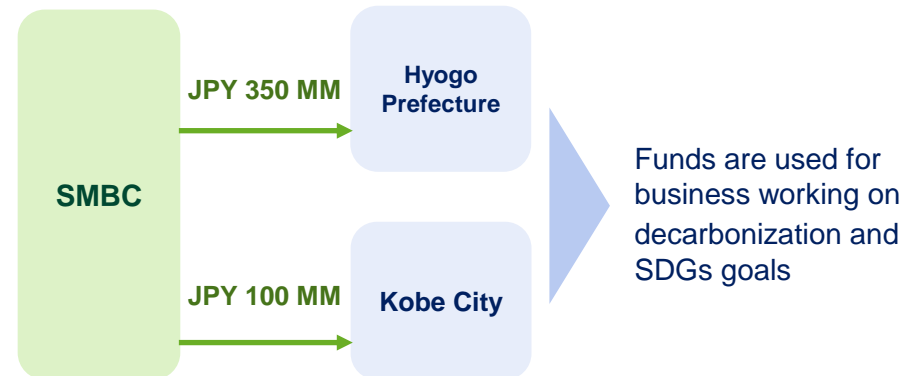 SMBC
JPY 350 MM
Hyogo
Prefecture
JPY 100 MM
Kobe City
Funds are used for
business working on
decarbonization and
SDGs goals